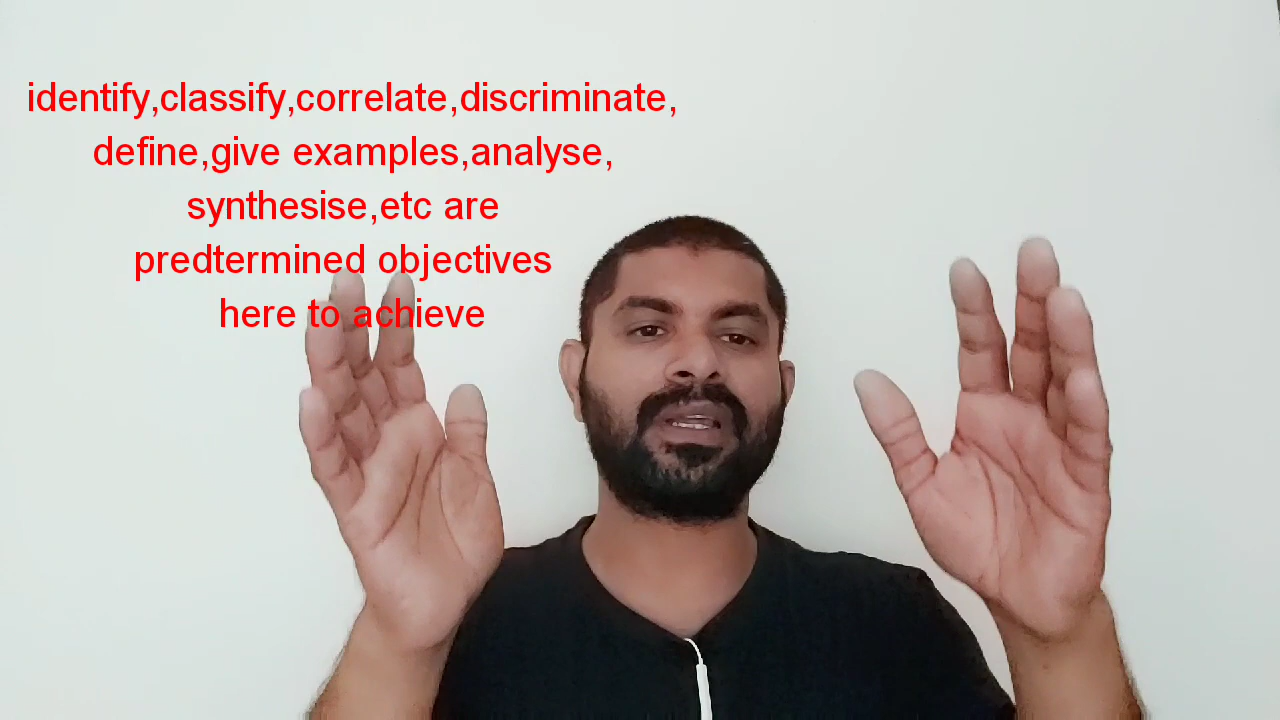 identify,classify,correlate,discriminate,
define,give examples,analyse,
synthesise,etc are
predtermined objectives
here to achieve